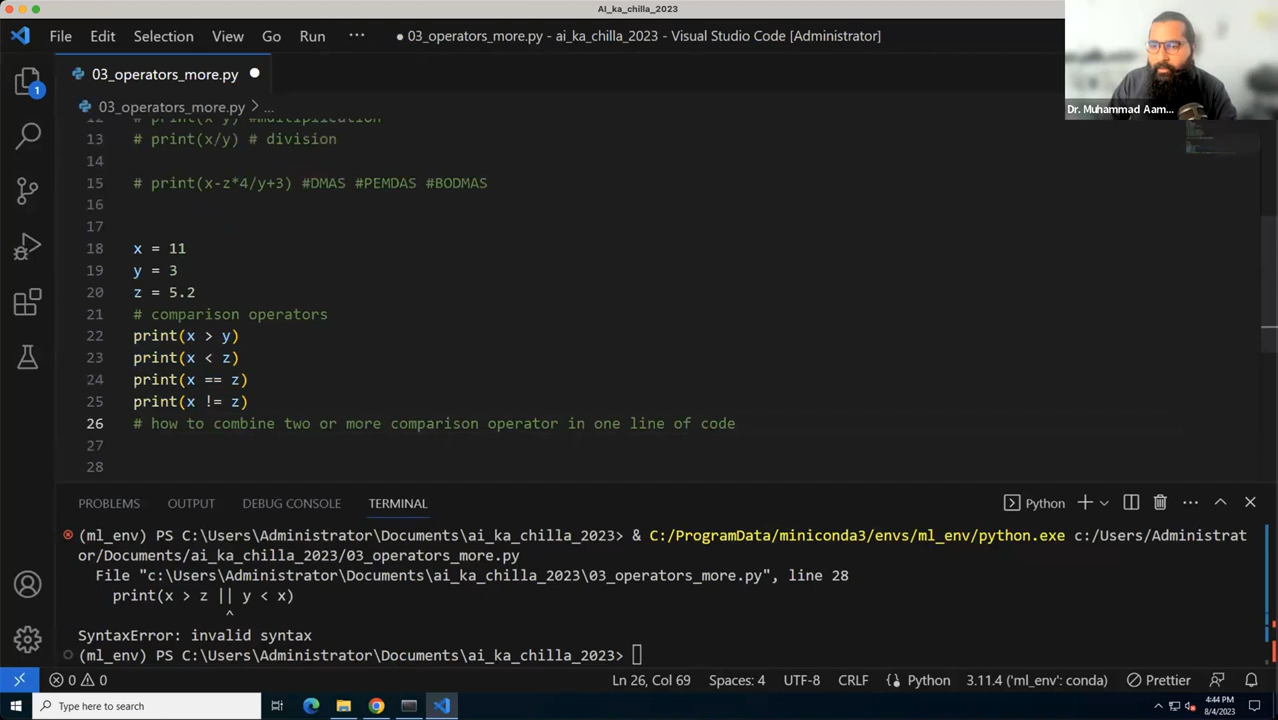 AI_ka_chilla_2023
File Edit Selection View Go Run ··· ● 03_operators_more.py - ai_ka_chilla_2023 - Visual Studio Code [Administrator]
Dr. Muhammad Aam...
1
03_operators_more.py
03_operators_more.py > ...
13 # print(x/y) # division
14
15 # print(x-z*4/y+3) #DMAS #PEMDAS #BODMAS
16
17
18 x = 11
19 y = 3
20 z = 5.2
21 # comparison operators
22 print(x > y)
23 print(x < z)
24 print(x == z)
25 print(x != z)
26 # how to combine two or more comparison operator in one line of code
27
28
PROBLEMS OUTPUT DEBUG CONSOLE TERMINAL Python
(ml_env) PS C:\Users\Administrator\Documents\ai_ka_chilla_2023> & C:/ProgramData/miniconda3/envs/ml_env/python.exe c:/Users/Administrat
or/Documents/ai_ka_chilla_2023/03_operators_more.py
File "c:\Users\Administrator\Documents\ai_ka_chilla_2023\03_operators_more.py", line 28
print(x > z || y < x)
^
SyntaxError: invalid syntax
(ml_env) PS C:\Users\Administrator\Documents\ai_ka_chilla_2023>
0 0 Ln 26, Col 69 Spaces: 4 UTF-8 CRLF Python 3.11.4 ('ml_env': conda) Prettier
Type here to search 4:44 PM
8/4/2023